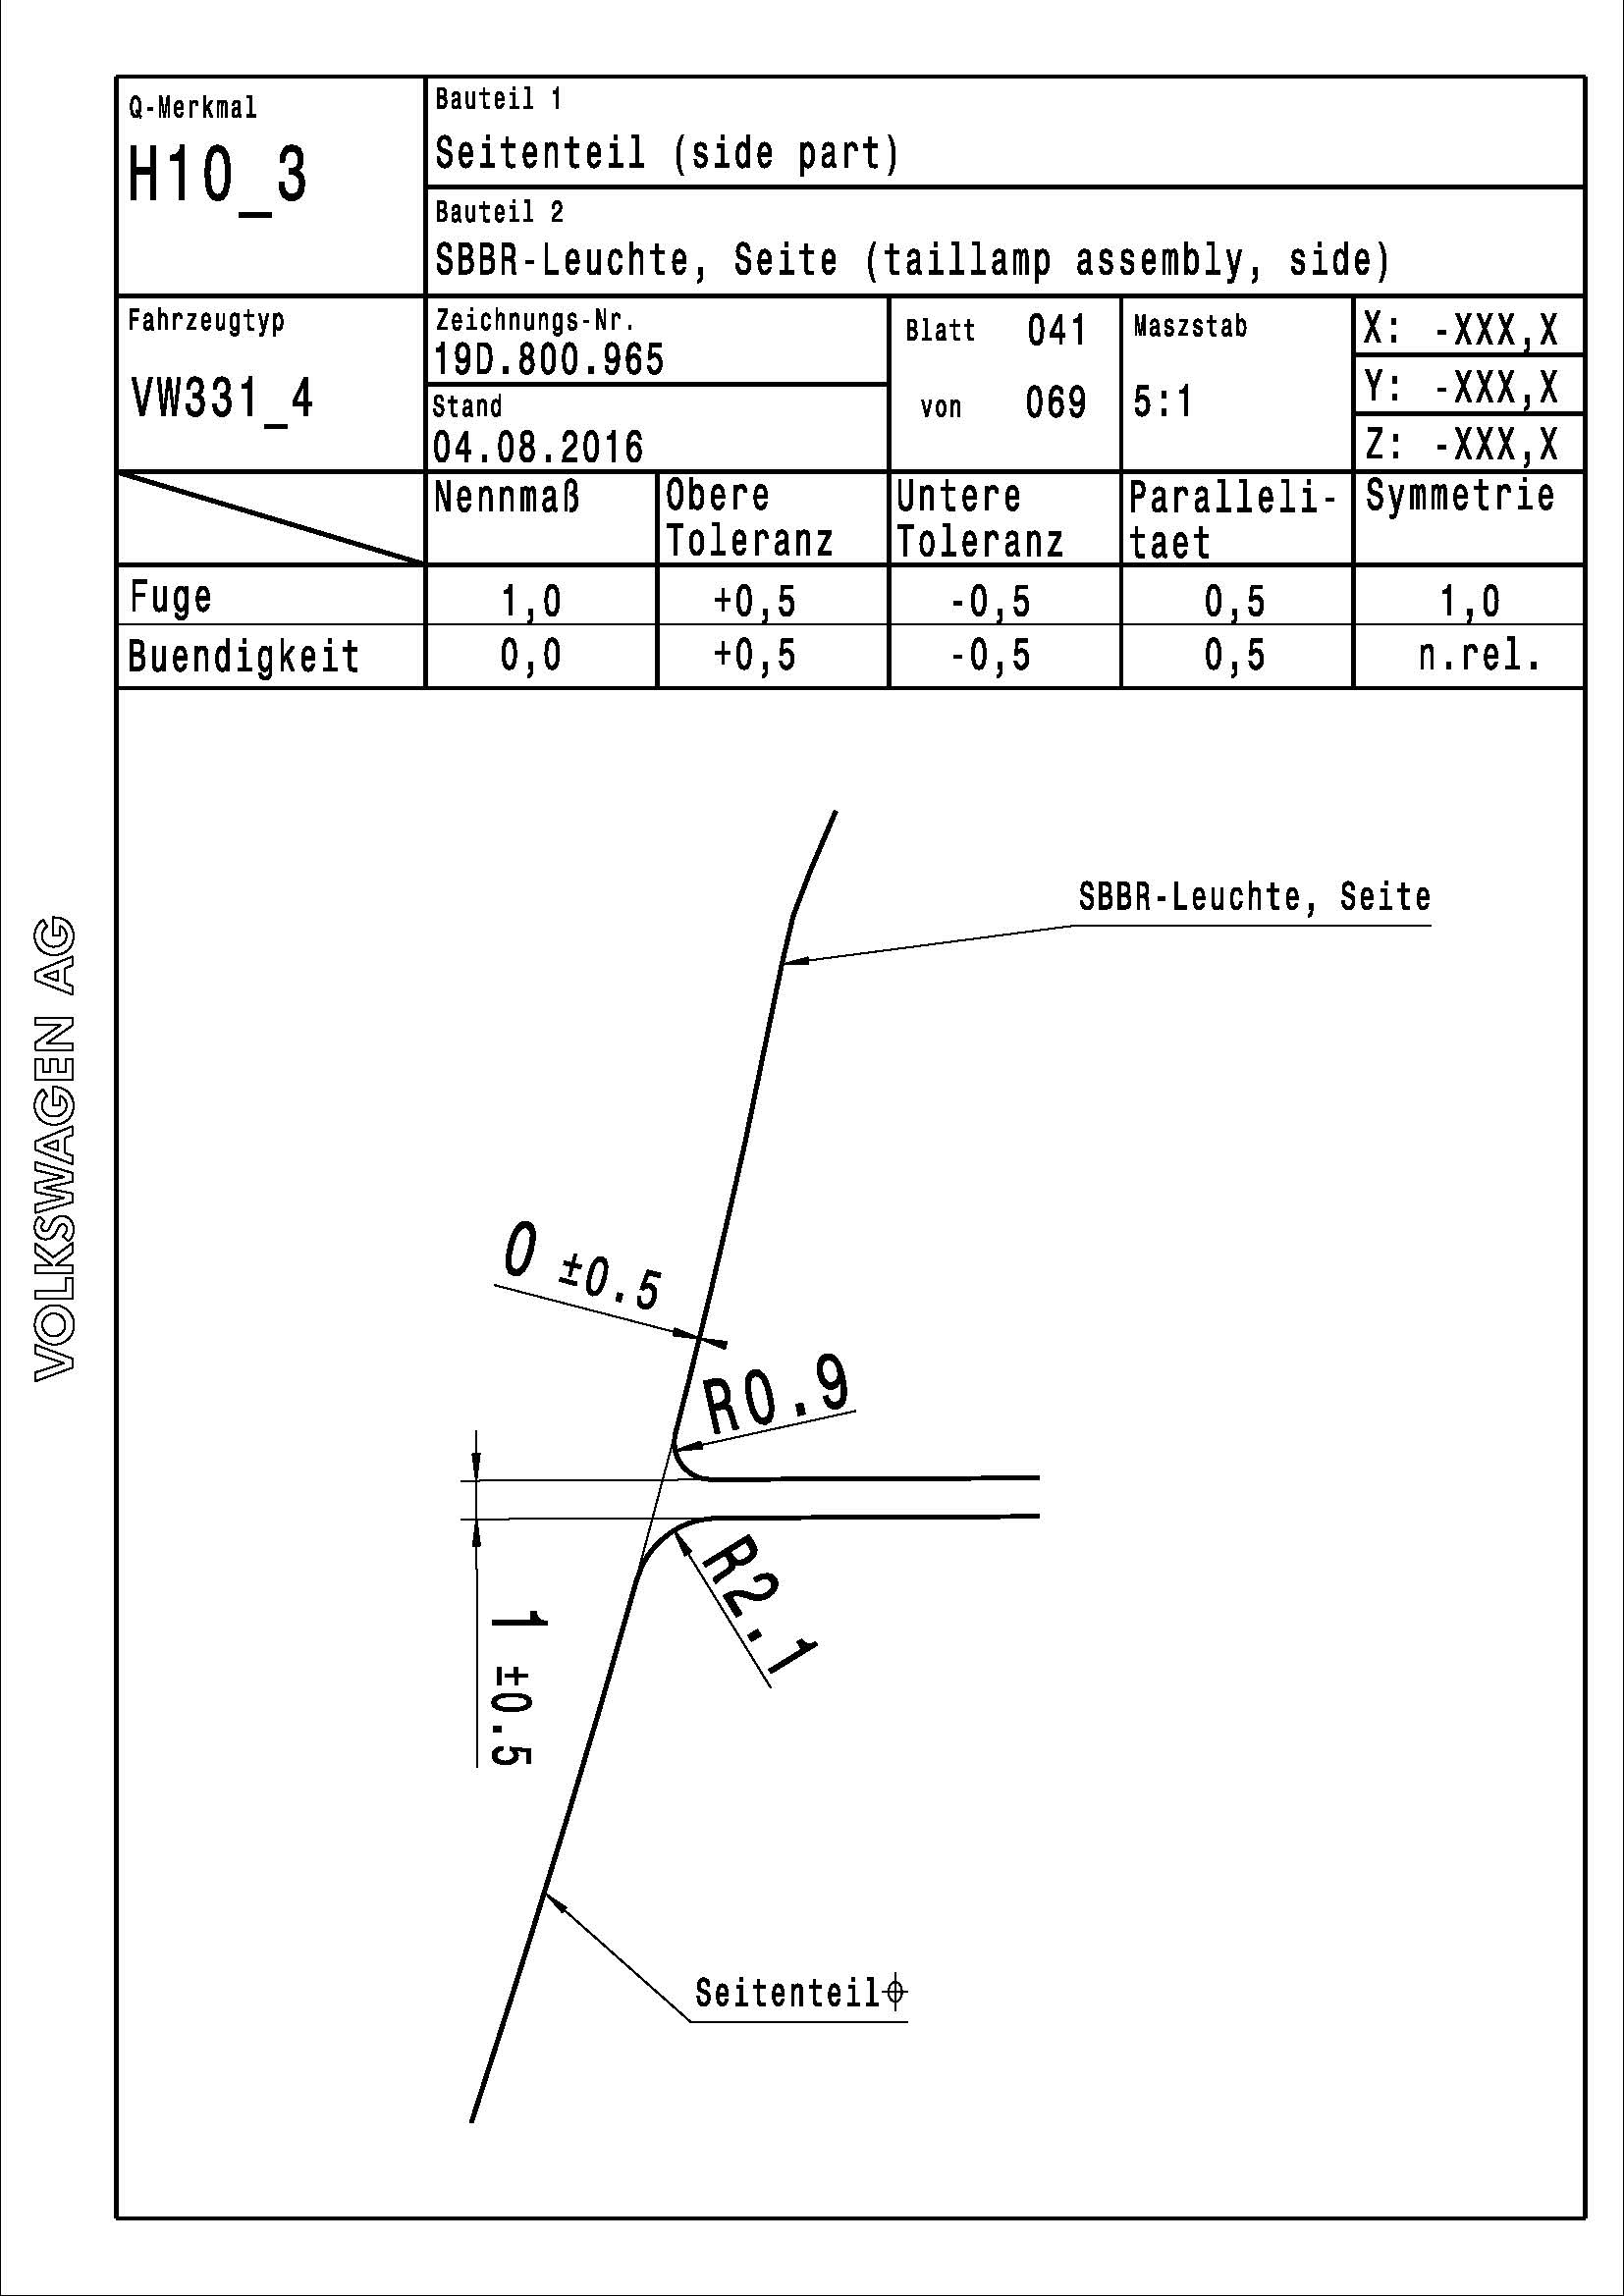 Q-Merkmal
H10_3
Bauteil 1
Seitenteil (side part)
Bauteil 2
SBBR-Leuchte, Seite (taillamp assembly, side)
Fahrzeugtyp
VW331_4
Zeichnungs-Nr.
19D.800.965
Stand
04.08.2016
Blatt 041
von 069
Maszstab
5:1
X: -XXX,X
Y: -XXX,X
Z: -XXX,X
Nennmaß
Obere
Toleranz
Untere
Toleranz
Paralleli-
taet
Symmetrie
Fuge 1,0 +0,5 -0,5 0,5 1,0
Buendigkeit 0,0 +0,5 -0,5 0,5 n.rel.
VOLKSWAGEN AG
SBBR-Leuchte, Seite
0 ±0.5
R0.9
R2.1
1 ±0.5
Seitenteil